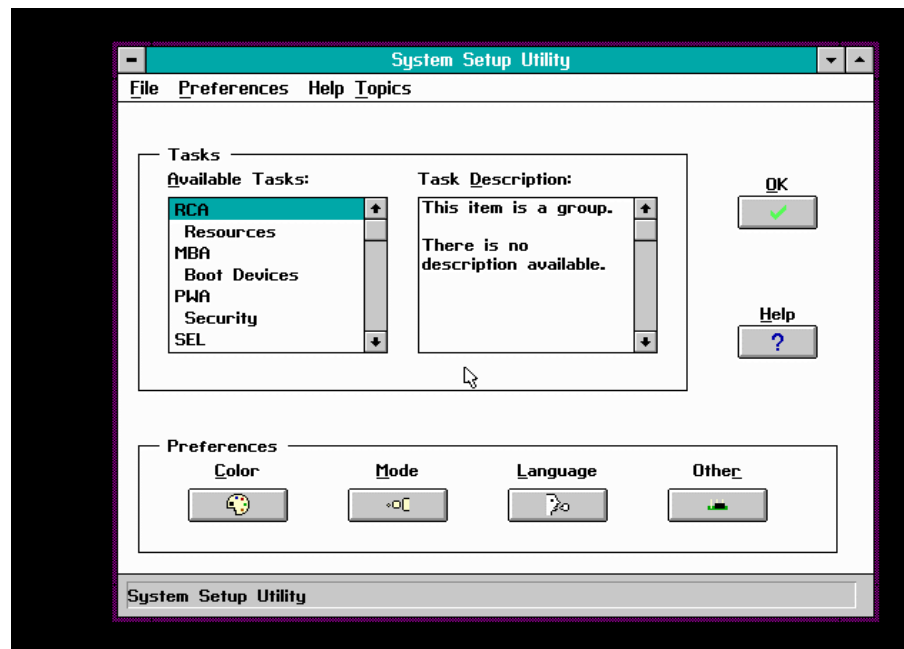 System Setup Utility
File Preferences Help Topics
Tasks
Available Tasks:
RCA
Resources
MBA
Boot Devices
PWA
Security
SEL
Task Description:
This item is a group.
There is no
description available.
OK
Help
?
Preferences
Color Mode Language Other
System Setup Utility